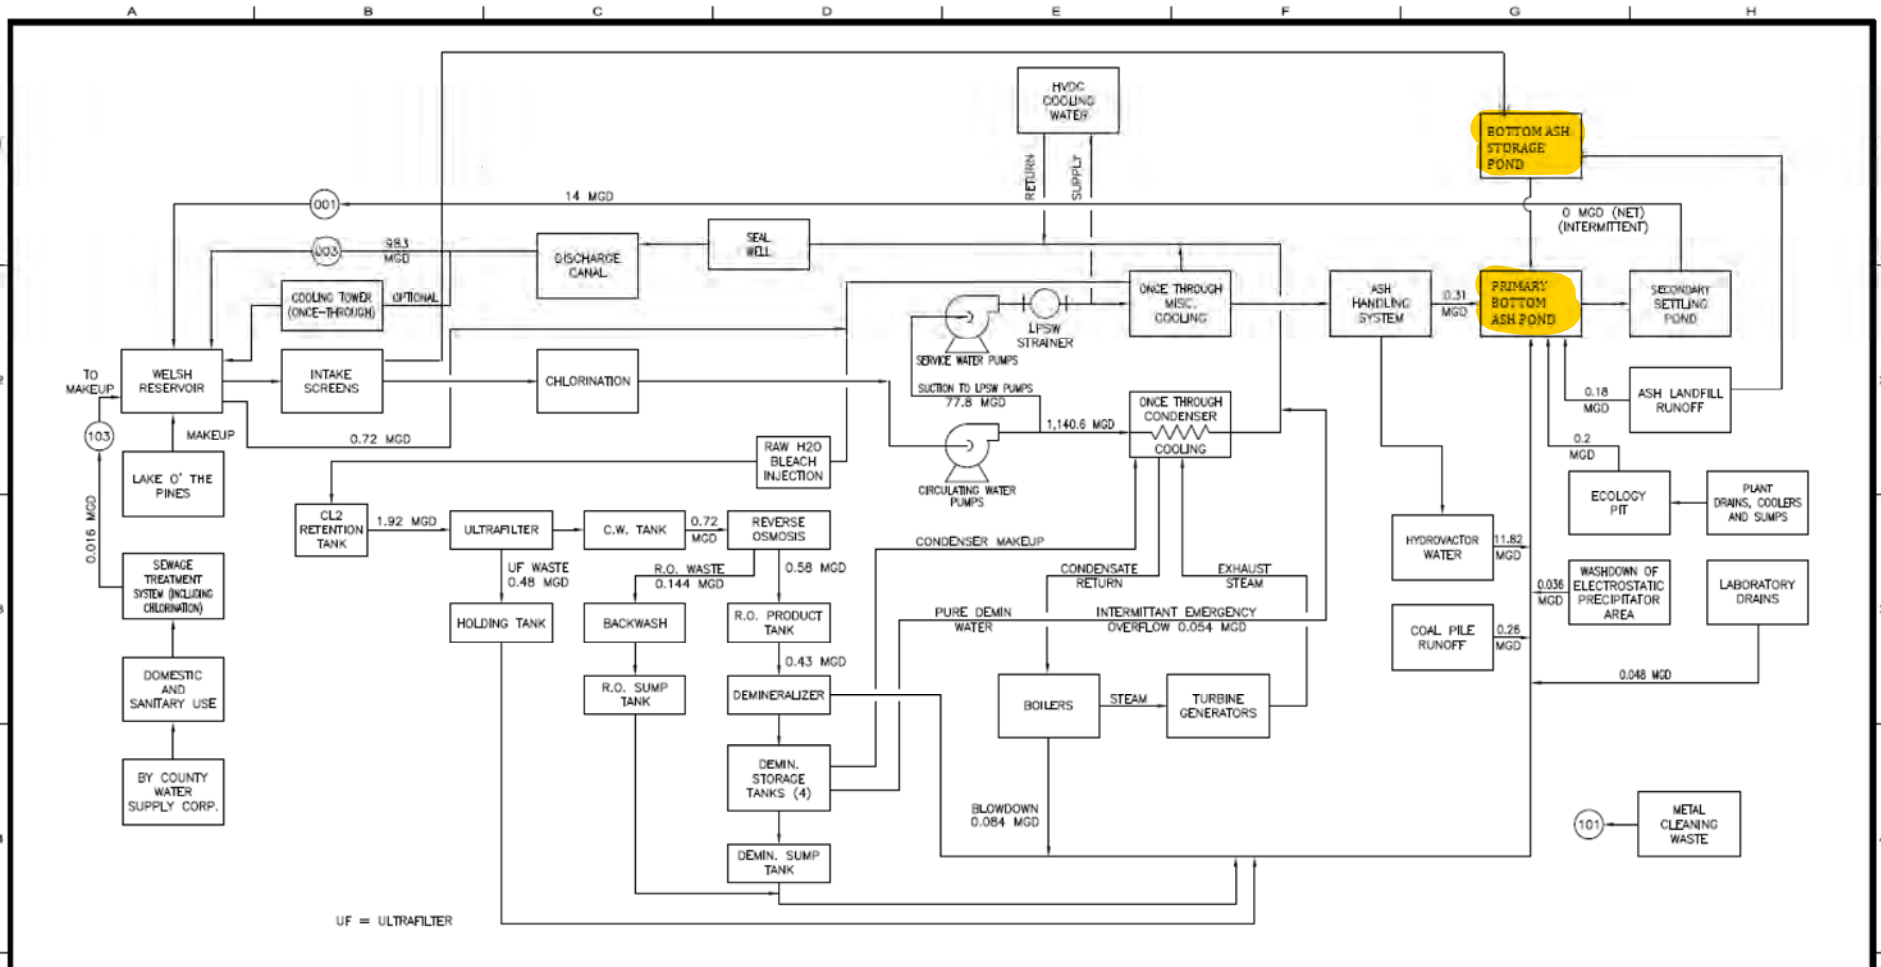 A B C D E F G H
HVDC
COOLING
WATER
BOTTOM ASH
STORAGE
POND
RETURN
SUPPLY
001
14 MGD
0 MGD (NET)
(INTERMITTENT)
003
983
MGD
DISCHARGE
CANAL
SEAL
WELL
COOLING TOWER
(ONCE-THROUGH)
OPTIONAL
SERVICE WATER PUMPS
LPSW
STRAINER
ONCE THROUGH
MISC.
COOLING
ASH
HANDLING
SYSTEM
0.31
MGD
PRIMARY
BOTTOM
ASH POND
SECONDARY
SETTLING
POND
TO
MAKEUP
WELSH
RESERVOIR
INTAKE
SCREENS
CHLORINATION
SUCTION TO LPSW PUMPS
77.8 MGD
ONCE THROUGH
CONDENSER
COOLING
0.18
MGD
ASH LANDFILL
RUNOFF
103
MAKEUP
0.72 MGD
1,140.6 MGD
CIRCULATING WATER
PUMPS
0.2
MGD
LAKE O' THE
PINES
RAW H2O
BLEACH
INJECTION
ECOLOGY
PIT
PLANT
DRAINS, COOLERS
AND SUMPS
0.016 MGD
CL2
RETENTION
TANK
1.92 MGD
ULTRAFILTER
C.W. TANK
0.72
MGD
REVERSE
OSMOSIS
CONDENSER MAKEUP
HYDROVACTOR
WATER
11.82
MGD
SEWAGE
TREATMENT
SYSTEM (INCLUDING
CHLORINATION)
UF WASTE
0.48 MGD
R.O. WASTE
0.144 MGD
0.58 MGD
CONDENSATE
RETURN
EXHAUST
STEAM
0.036
MGD
WASHDOWN OF
ELECTROSTATIC
PRECIPITATOR
AREA
LABORATORY
DRAINS
HOLDING TANK
BACKWASH
R.O. PRODUCT
TANK
PURE DEMIN
WATER
INTERMITTANT EMERGENCY
OVERFLOW 0.054 MGD
COAL PILE
RUNOFF
0.26
MGD
0.43 MGD
0.048 MGD
DOMESTIC
AND
SANITARY USE
R.O. SUMP
TANK
DEMINERALIZER
BOILERS
STEAM
TURBINE
GENERATORS
BY COUNTY
WATER
SUPPLY CORP.
DEMIN.
STORAGE
TANKS (4)
BLOWDOWN
0.084 MGD
101
METAL
CLEANING
WASTE
DEMIN. SUMP
TANK
UF = ULTRAFILTER